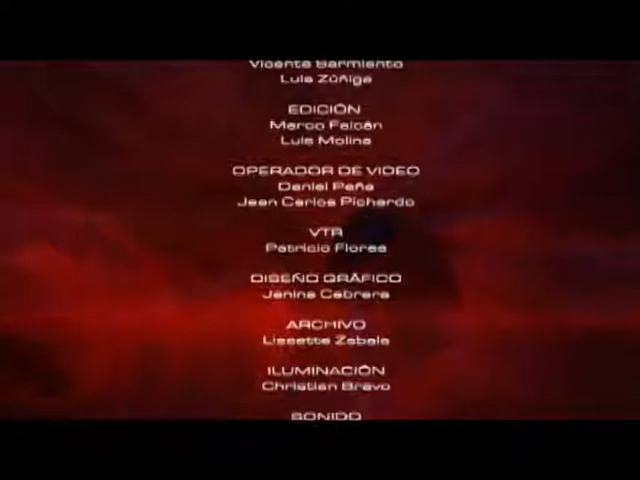 Vicente Sarmiento
Luis Zúñiga
EDICIÓN
Marco Falcán
Luis Molina
OPERADOR DE VIDEO
Daniel Peña
Jean Carlos Pichardo
VTR
Patricio Flores
DISEÑO GRÁFICO
Janina Cabrera
ARCHIVO
Lissette Zabala
ILUMINACIÓN
Christian Bravo
SONIDO